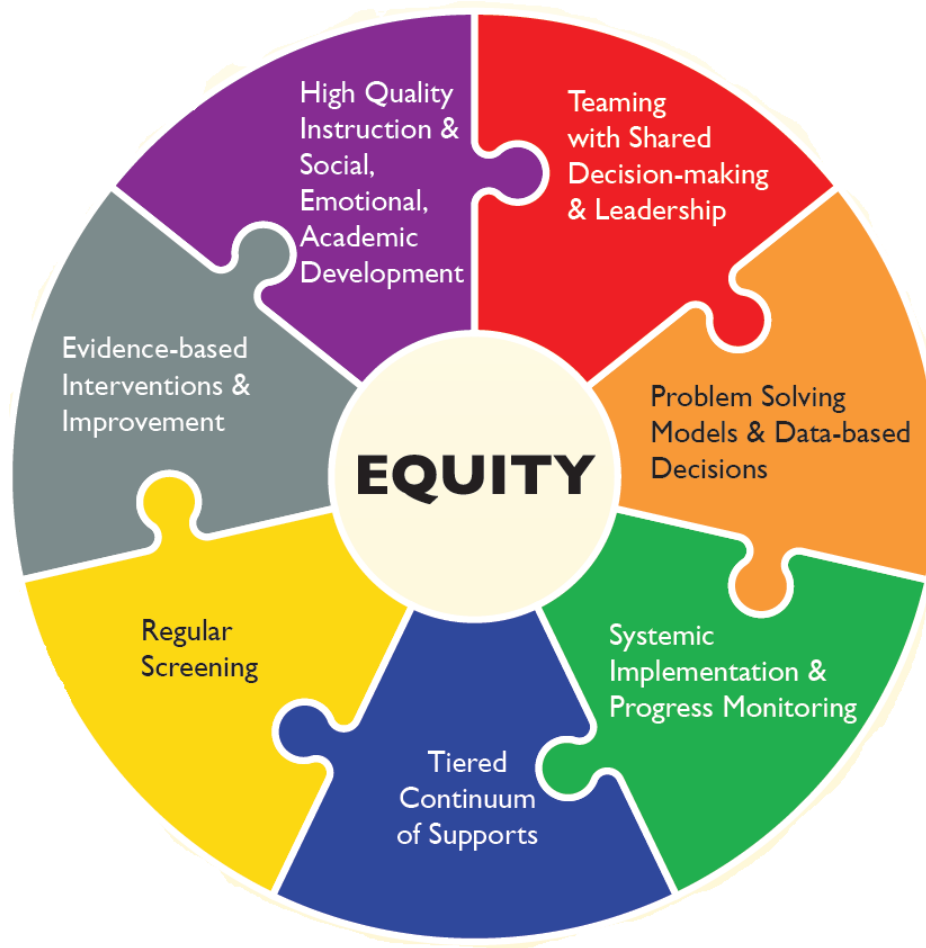 High Quality
Instruction &
Social,
Emotional,
Academic
Development
Teaming
with Shared
Decision-making
& Leadership
Problem Solving
Models & Data-based
Decisions
Systemic
Implementation &
Progress Monitoring
Tiered
Continuum
of Supports
Regular
Screening
Evidence-based
Interventions &
Improvement
EQUITY